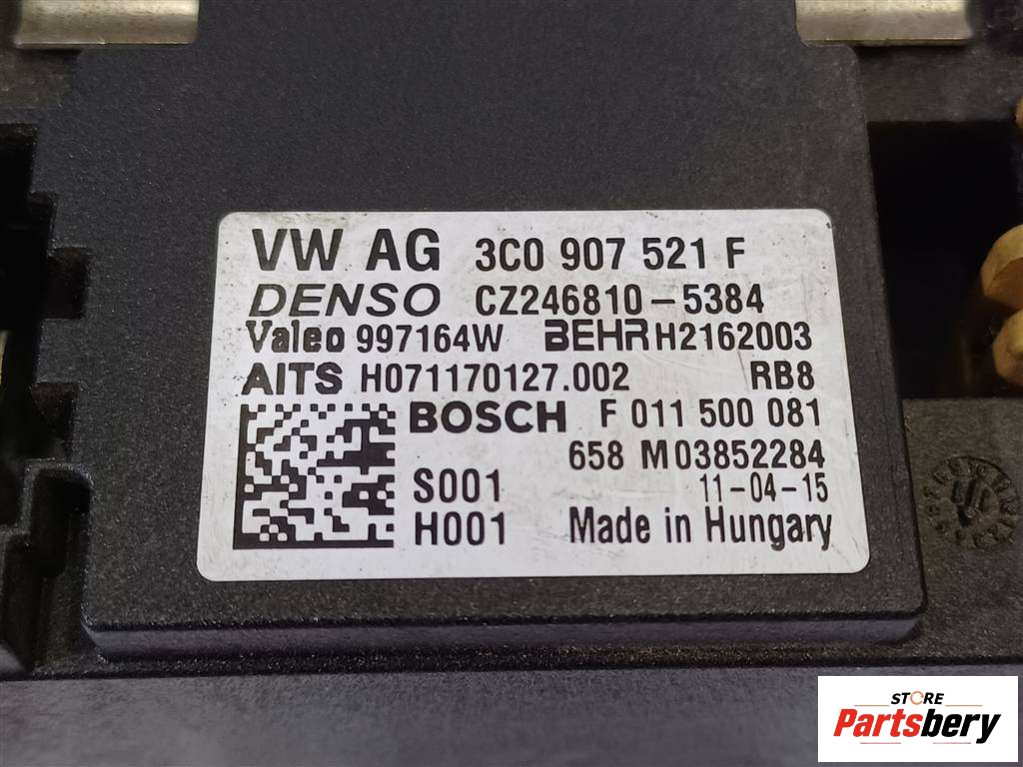 VW AG 3C0 907 521 F
DENSO CZ246810-5384
Valeo 997164W BEHR H2162003
AITS H071170127.002 RB8
BOSCH F 011 500 081
658 M03852284
S001 11-04-15
H001 Made in Hungary
STORE
Partsbery